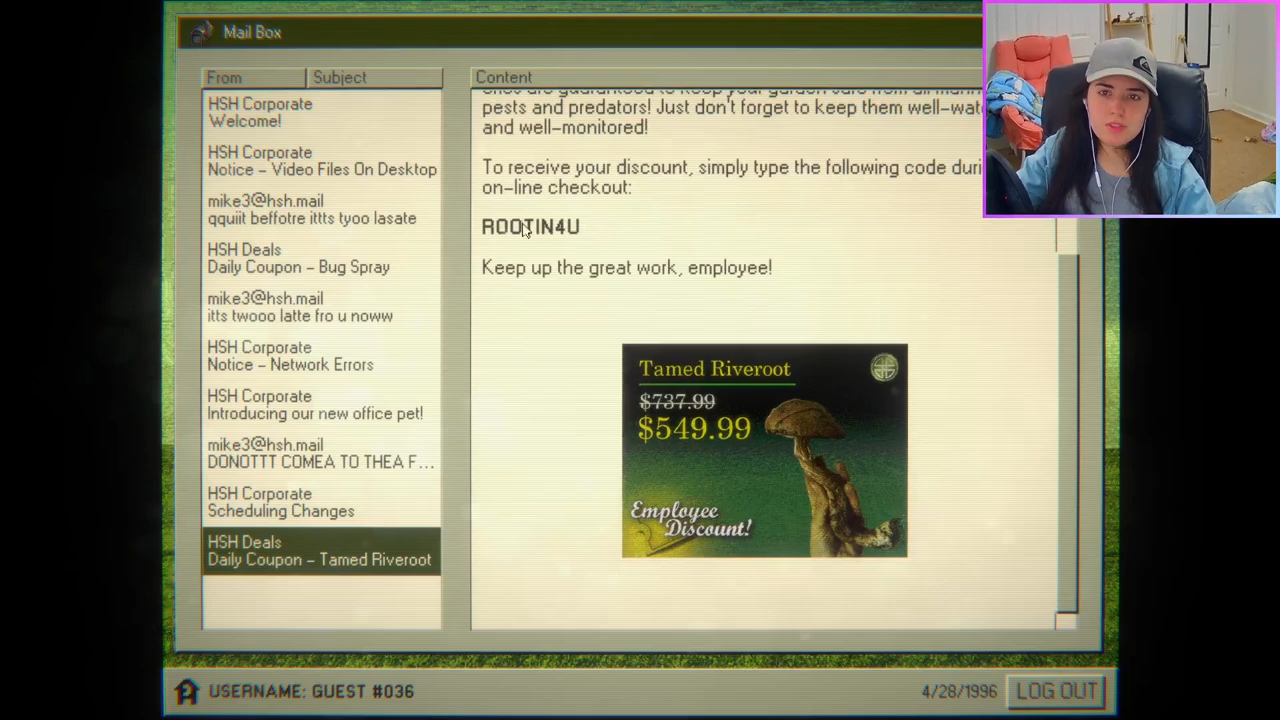 Mail Box
From Subject Content
HSH Corporate
Welcome!
HSH Corporate
Notice - Video Files On Desktop
mike3@hsh.mail
qquiit beffotre ittts tyoo lasate
HSH Deals
Daily Coupon - Bug Spray
mike3@hsh.mail
itts twooo latte fro u noww
HSH Corporate
Notice - Network Errors
HSH Corporate
Introducing our new office pet!
mike3@hsh.mail
DONOTTT COMEA TO THEA F...
HSH Corporate
Scheduling Changes
HSH Deals
Daily Coupon - Tamed Riveroot
pests and predators! Just don't forget to keep them
and well-monitored!
To receive your discount, simply type the following code
on-line checkout:
ROOTIN4U
Keep up the great work, employee!
Tamed Riveroot
$737.99
$549.99
Employee
Discount!
USERNAME: GUEST #036
4/28/1996 LOG OUT